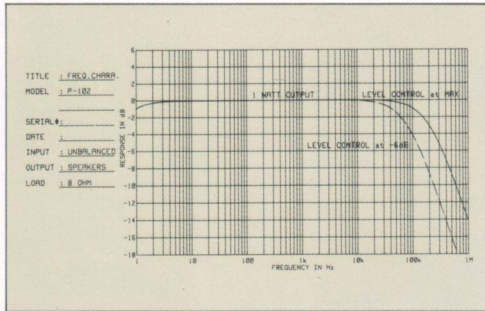 TITLE : FREQ.CHARA.
MODEL : P-102
SERIAL#:
DATE :
INPUT : UNBALANCED
OUTPUT : SPEAKERS
LOAD : 8 OHM
RESPONSE IN dB
6
4
2
0
-2
-4
-6
-8
-10
-12
-14
-16
-18
1 WATT OUTPUT
LEVEL CONTROL at MAX
LEVEL CONTROL at -6dB
1
10
100
1k
10k
100k
1M
FREQUENCY IN Hz